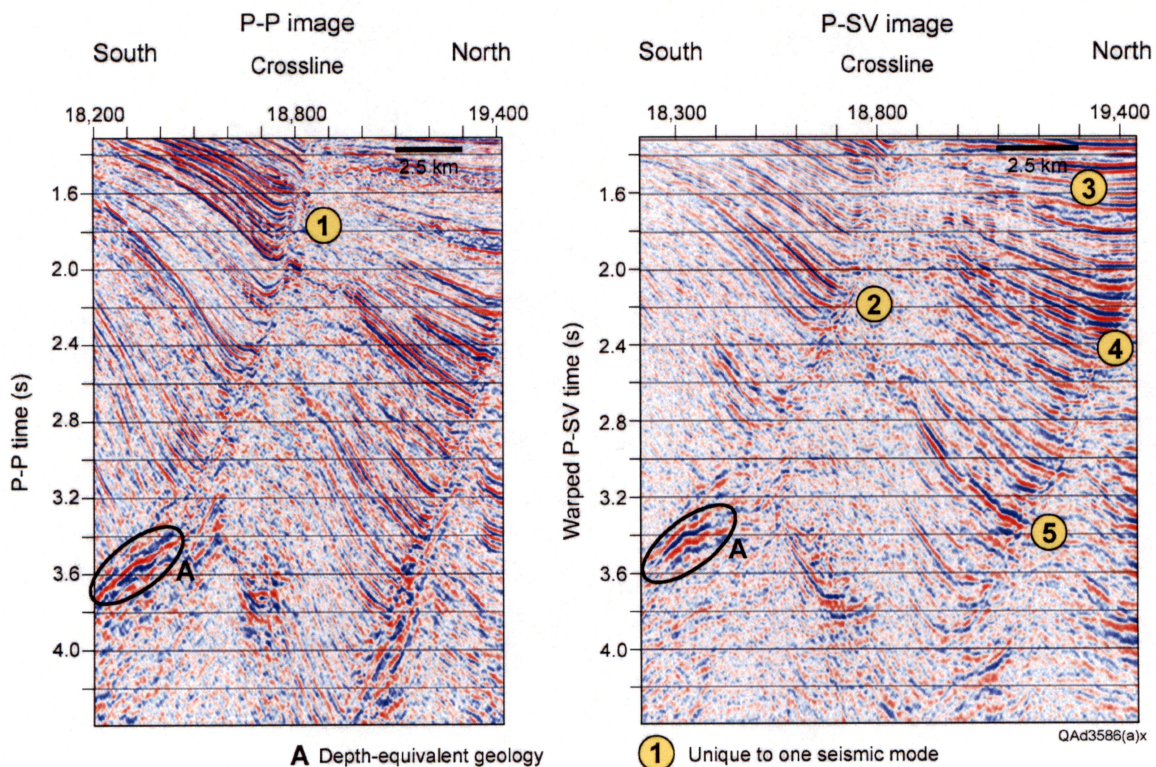 P-P image
South North
Crossline
18,200 18,800 19,400
2.5 km
1
1.6
2.0
2.4
2.8
3.2
3.6
4.0
P-P time (s)
A
P-SV image
South North
Crossline
18,300 18,800 19,400
2.5 km
3
1.6
2.0
2
2.4
4
2.8
3.2
5
A
3.6
4.0
Warped P-SV time (s)
QAd3586(a)x
A Depth-equivalent geology
1 Unique to one seismic mode